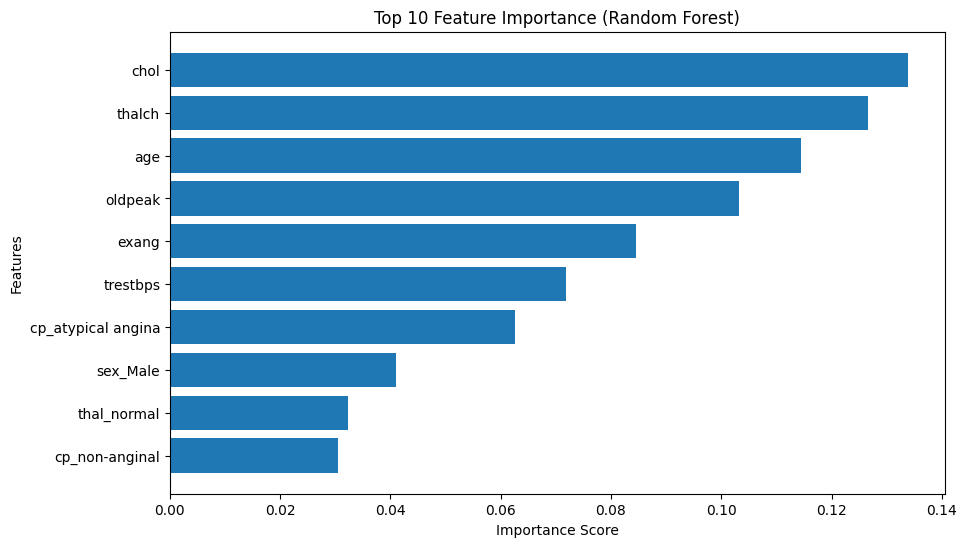 Top 10 Feature Importance (Random Forest)
Features
chol
thalch
age
oldpeak
exang
trestbps
cp_atypical angina
sex_Male
thal_normal
cp_non-anginal
0.00 0.02 0.04 0.06 0.08 0.10 0.12 0.14
Importance Score